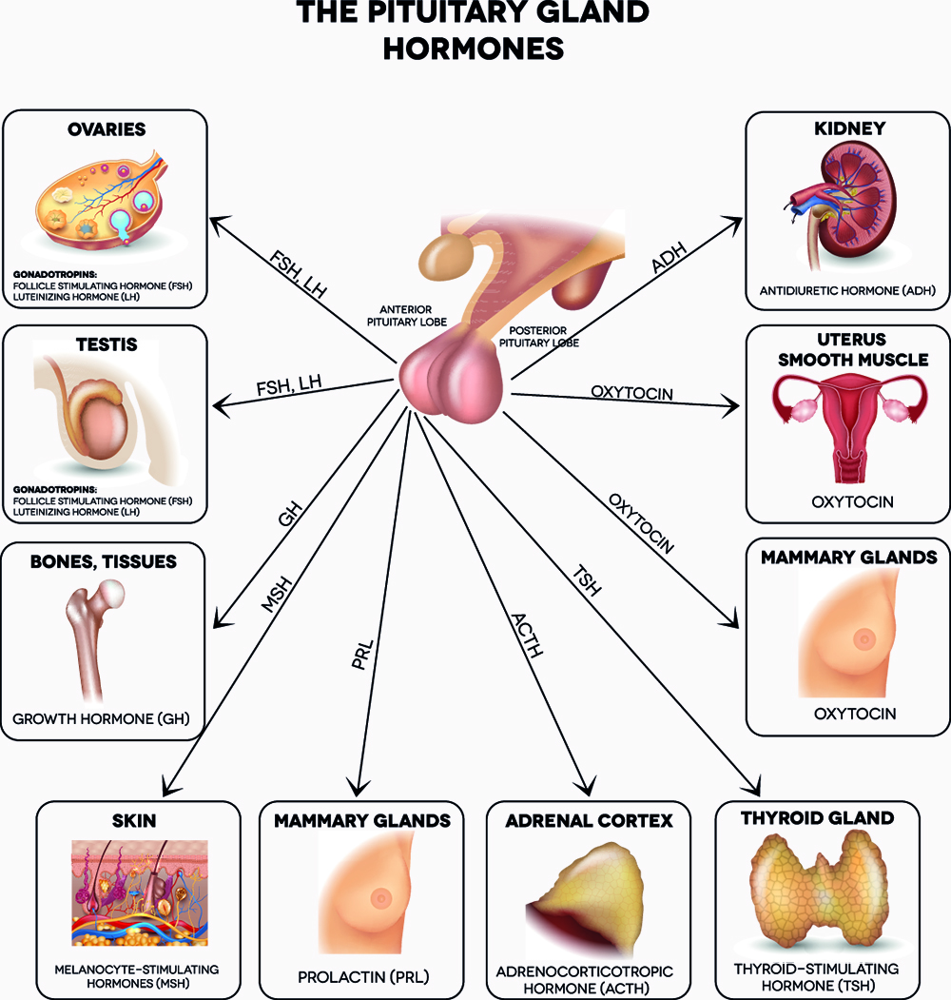 THE PITUITARY GLAND
HORMONES
OVARIES
GONADOTROPINS:
FOLLICLE STIMULATING HORMONE (FSH)
LUTEINIZING HORMONE (LH)
KIDNEY
ANTIDIURETIC HORMONE (ADH)
FSH, LH
ADH
ANTERIOR
PITUITARY LOBE
POSTERIOR
PITUITARY LOBE
TESTIS
GONADOTROPINS:
FOLLICLE STIMULATING HORMONE (FSH)
LUTEINIZING HORMONE (LH)
FSH, LH
OXYTOCIN
UTERUS
SMOOTH MUSCLE
OXYTOCIN
BONES, TISSUES
GROWTH HORMONE (GH)
GH
MSH
PRL
ACTH
TSH
OXYTOCIN
MAMMARY GLANDS
OXYTOCIN
SKIN
MELANOCYTE-STIMULATING
HORMONES (MSH)
MAMMARY GLANDS
PROLACTIN (PRL)
ADRENAL CORTEX
ADRENOCORTICOTROPIC
HORMONE (ACTH)
THYROID GLAND
THYROID-STIMULATING
HORMONE (TSH)